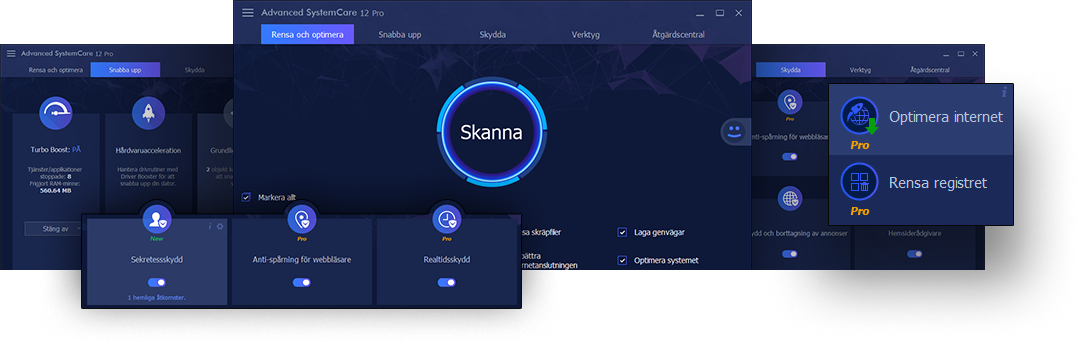 Advanced SystemCare 12 Pro
Rensa och optimera
Snabba upp
Skydda
Verktyg
Åtgärdscentral
Skanna
Markera allt
sa skräpfiler
Laga genvägar
bättra
rnetanslutningen
Optimera systemet
Advanced SystemCare 12 Pro
Rensa och optimera
Snabba upp
Skydda
Turbo Boost: PÅ
Tjänster/applikationer
stoppade: 8
Frigjort RAM-minne:
560.64 MB
Stäng av
Hårdvaruacceleration
Hantera drivrutiner med
Driver Booster för att
snabba upp din dator.
Grundl
2 objekt k
New
Sekretessskydd
1 hemliga åtkomster.
Pro
Anti-spårning för webbläsare
Pro
Realtidsskydd
Skydda
Verktyg
Åtgärdscentral
Pro
nti-spårning för webbläsare
ydd och borttagning av annonser
Hemsiderådgivare
Optimera internet
Pro
Rensa registret
Pro